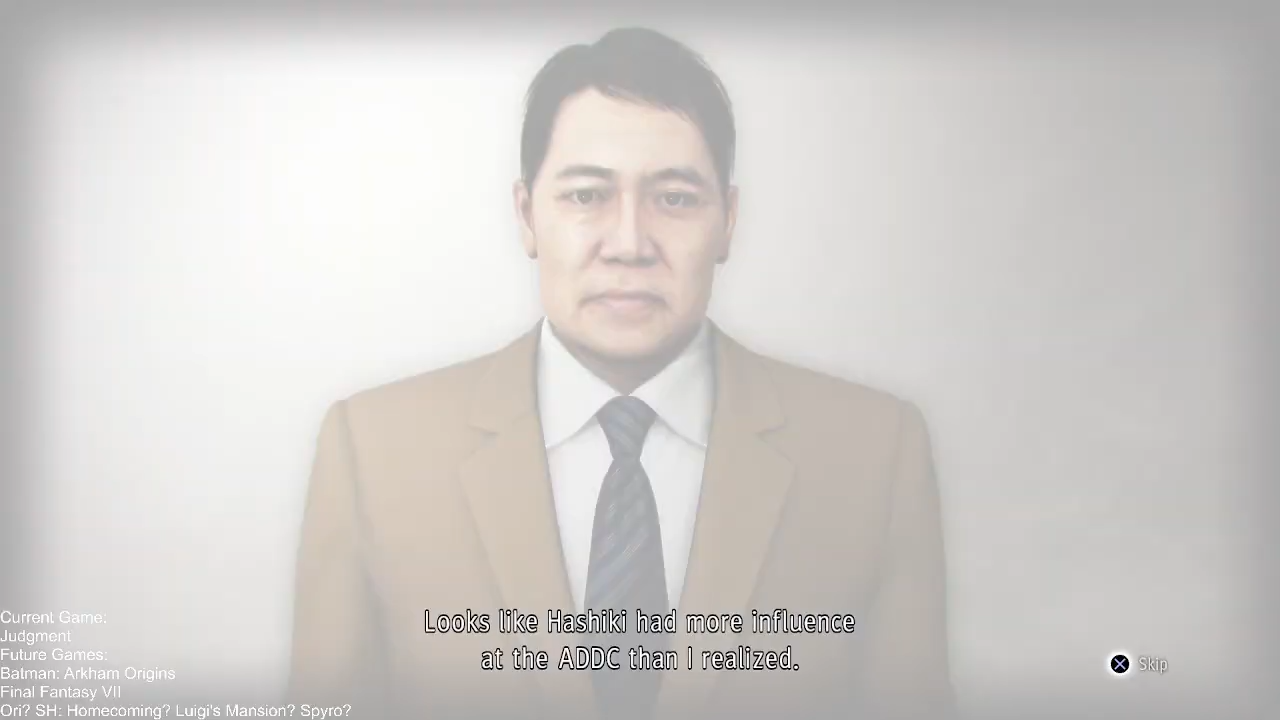 Looks like Hashiki had more influence
at the ADDC than I realized.
Skip
Current Game:
Judgment
Future Games:
Batman: Arkham Origins
Final Fantasy VII
Ori? SH: Homecoming? Luigi's Mansion? Spyro?